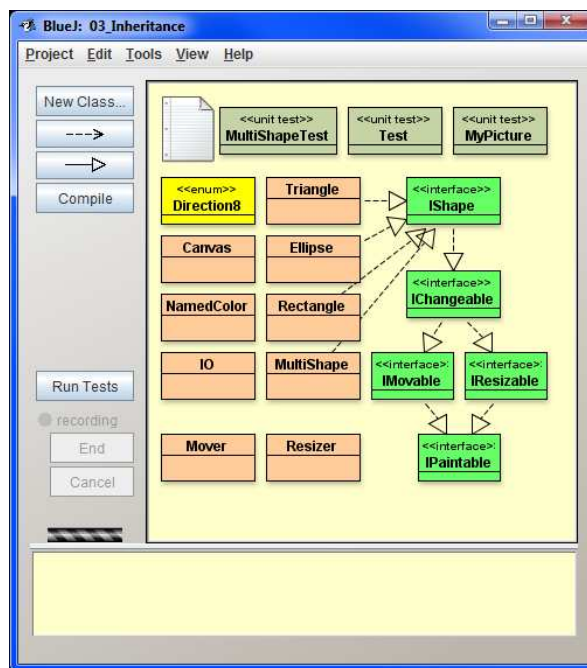 BlueJ: 03_Inheritance
Project Edit Tools View Help
New Class...
Compile
Run Tests
recording
End
Cancel
<<unit test>>
MultiShapeTest
<<unit test>>
Test
<<unit test>>
MyPicture
<<enum>>
Direction8
Triangle
<<interface>>
IShape
Canvas
Ellipse
<<interface>>
IChangeable
NamedColor
Rectangle
IO
MultiShape
<<interface>:
IMovable
<<interface>:
IResizable
Mover
Resizer
<<interface>:
IPaintable